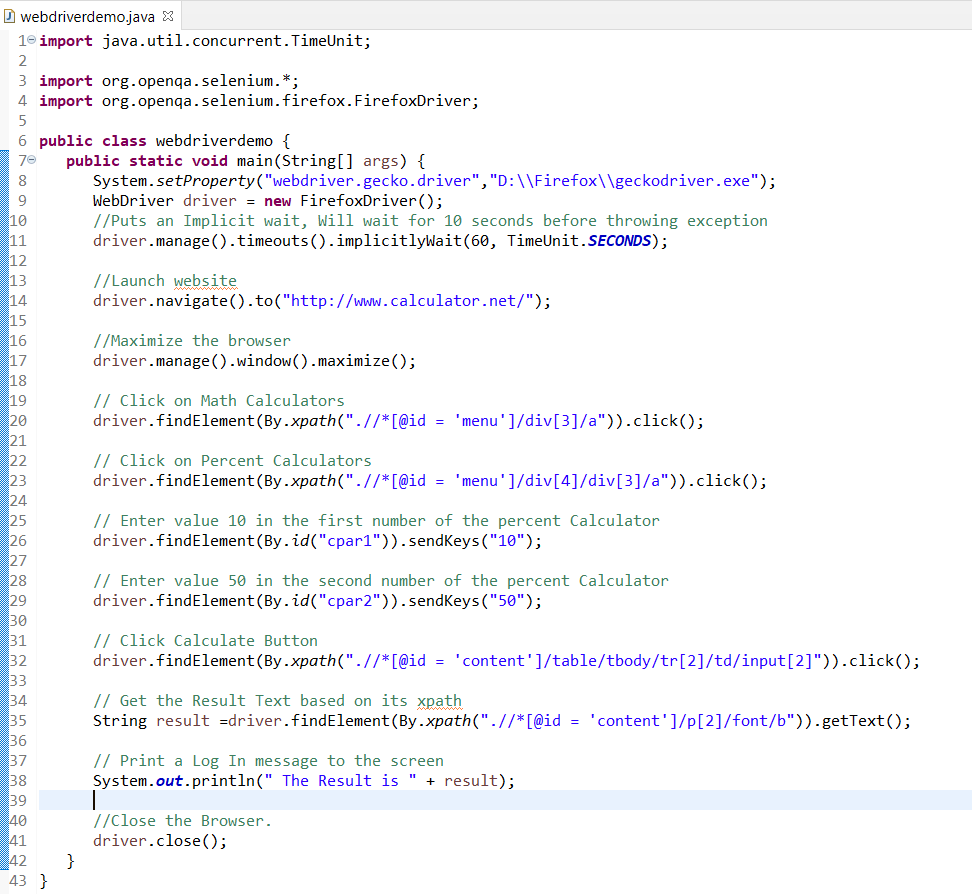 webdriverdemo.java
1 import java.util.concurrent.TimeUnit;
2
3 import org.openqa.selenium.*;
4 import org.openqa.selenium.firefox.FirefoxDriver;
5
6 public class webdriverdemo {
7    public static void main(String[] args) {
8       System.setProperty("webdriver.gecko.driver","D:\\Firefox\\geckodriver.exe");
9       WebDriver driver = new FirefoxDriver();
10       //Puts an Implicit wait, Will wait for 10 seconds before throwing exception
11       driver.manage().timeouts().implicitlyWait(60, TimeUnit.SECONDS);
12
13       //Launch website
14       driver.navigate().to("http://www.calculator.net/");
15
16       //Maximize the browser
17       driver.manage().window().maximize();
18
19       // Click on Math Calculators
20       driver.findElement(By.xpath(".//*[@id = 'menu']/div[3]/a")).click();
21
22       // Click on Percent Calculators
23       driver.findElement(By.xpath(".//*[@id = 'menu']/div[4]/div[3]/a")).click();
24
25       // Enter value 10 in the first number of the percent Calculator
26       driver.findElement(By.id("cpar1")).sendKeys("10");
27
28       // Enter value 50 in the second number of the percent Calculator
29       driver.findElement(By.id("cpar2")).sendKeys("50");
30
31       // Click Calculate Button
32       driver.findElement(By.xpath(".//*[@id = 'content']/table/tbody/tr[2]/td/input[2]")).click();
33
34       // Get the Result Text based on its xpath
35       String result =driver.findElement(By.xpath(".//*[@id = 'content']/p[2]/font/b")).getText();
36
37       // Print a Log In message to the screen
38       System.out.println(" The Result is " + result);
39
40       //Close the Browser.
41       driver.close();
42    }
43 }